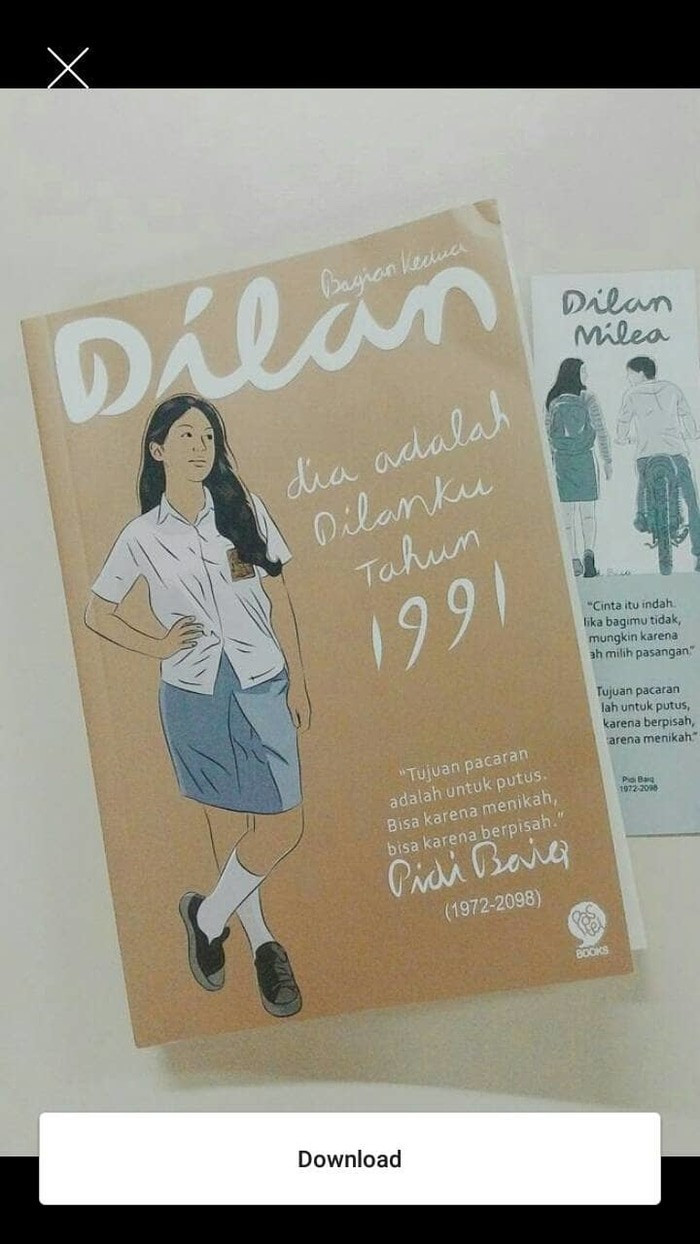 Bagian Kedua
Dilan
dia adalah
Dilanku
Tahun
1991
"Tujuan pacaran
adalah untuk putus.
Bisa karena menikah,
bisa karena berpisah."
Pidi Baiq
(1972-2098)
BOOKS
Dilan
Milea
"Cinta itu indah.
bagimu tidak,
mungkin karena
milih pasangan."
Tujuan pacaran
untuk putus,
karena berpisah,
karena menikah."
Pidi Baiq
1972-2098
Download